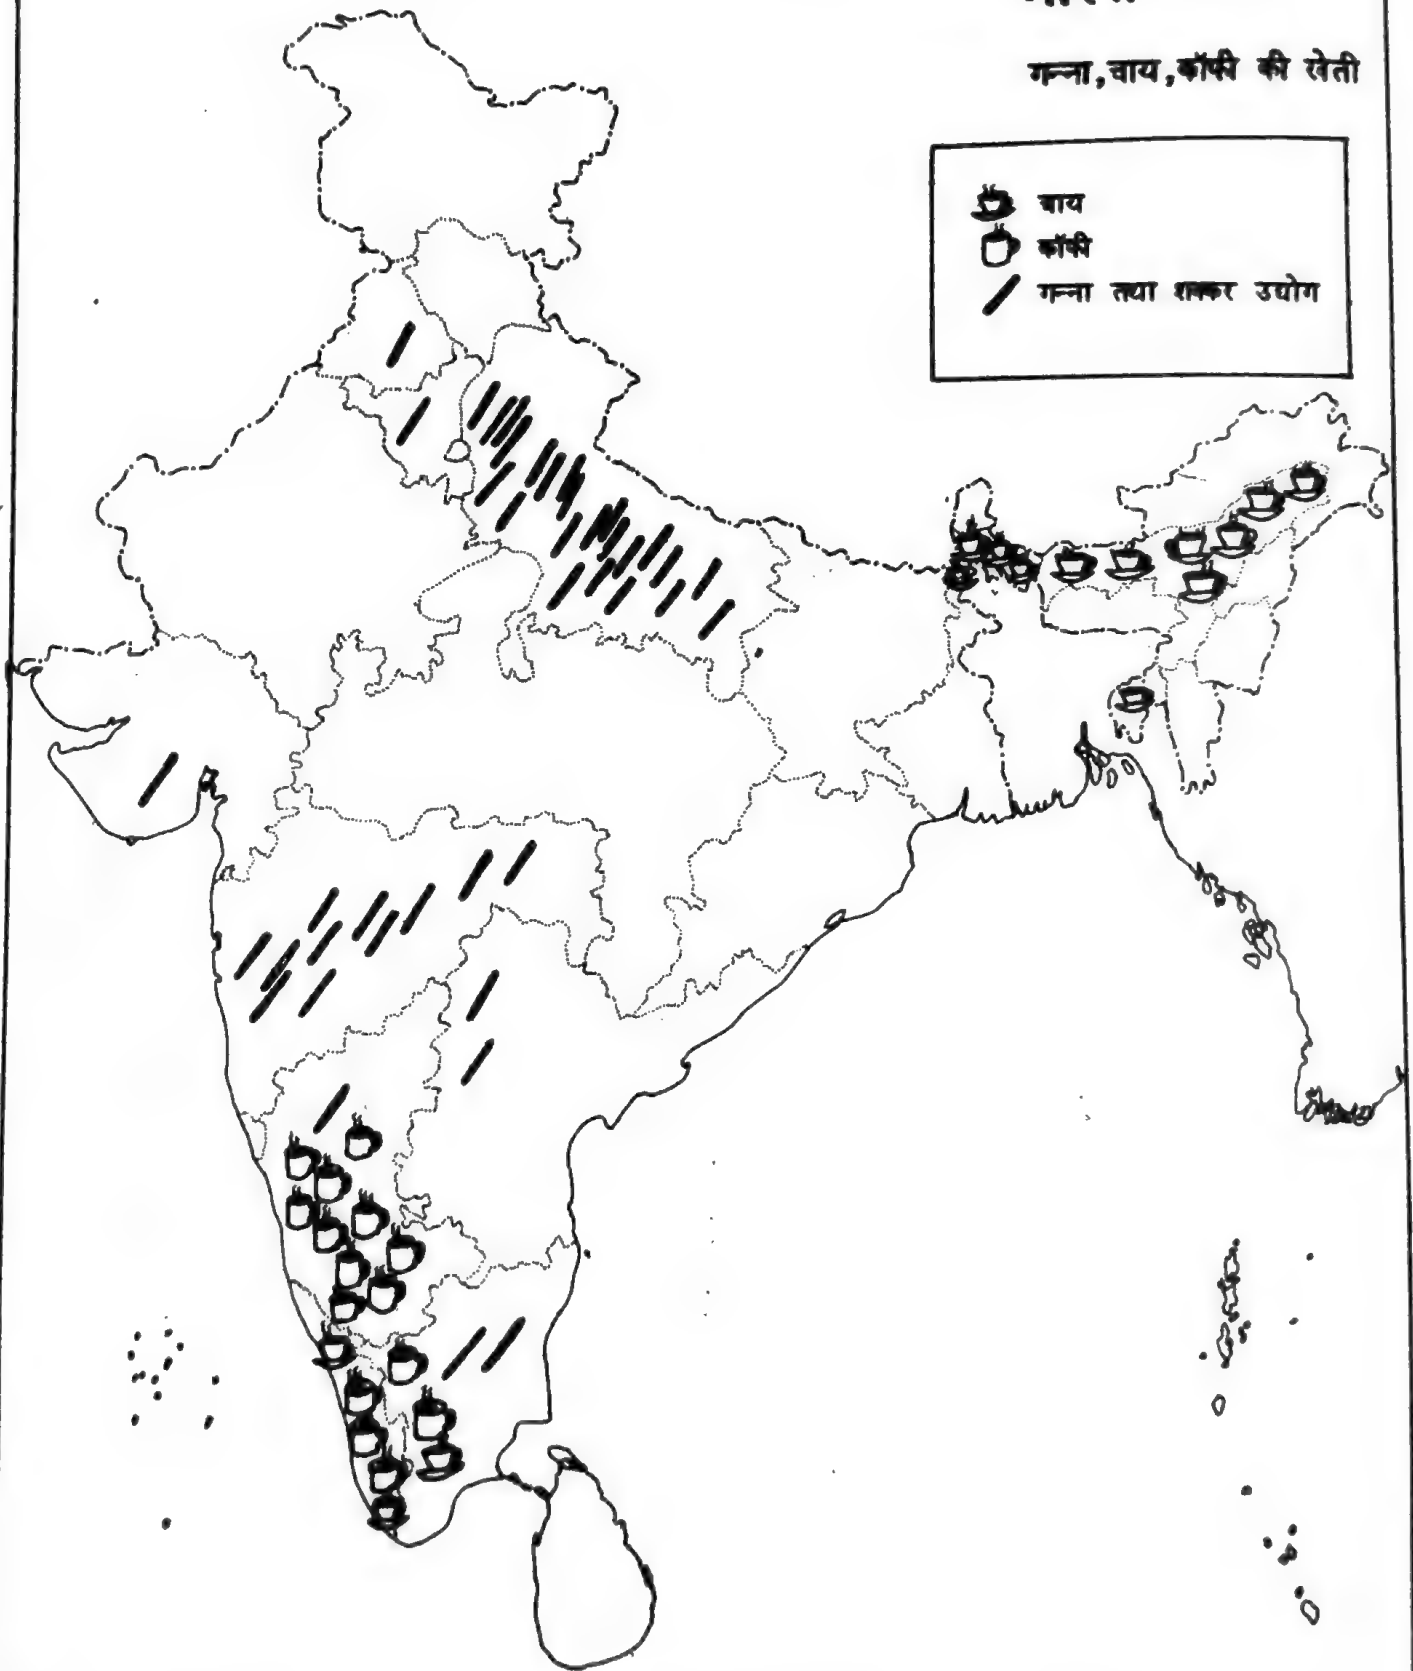 गन्ना,चाय,कॉफी की खेती
चाय
कॉफी
गन्ना तथा शक्कर उद्योग